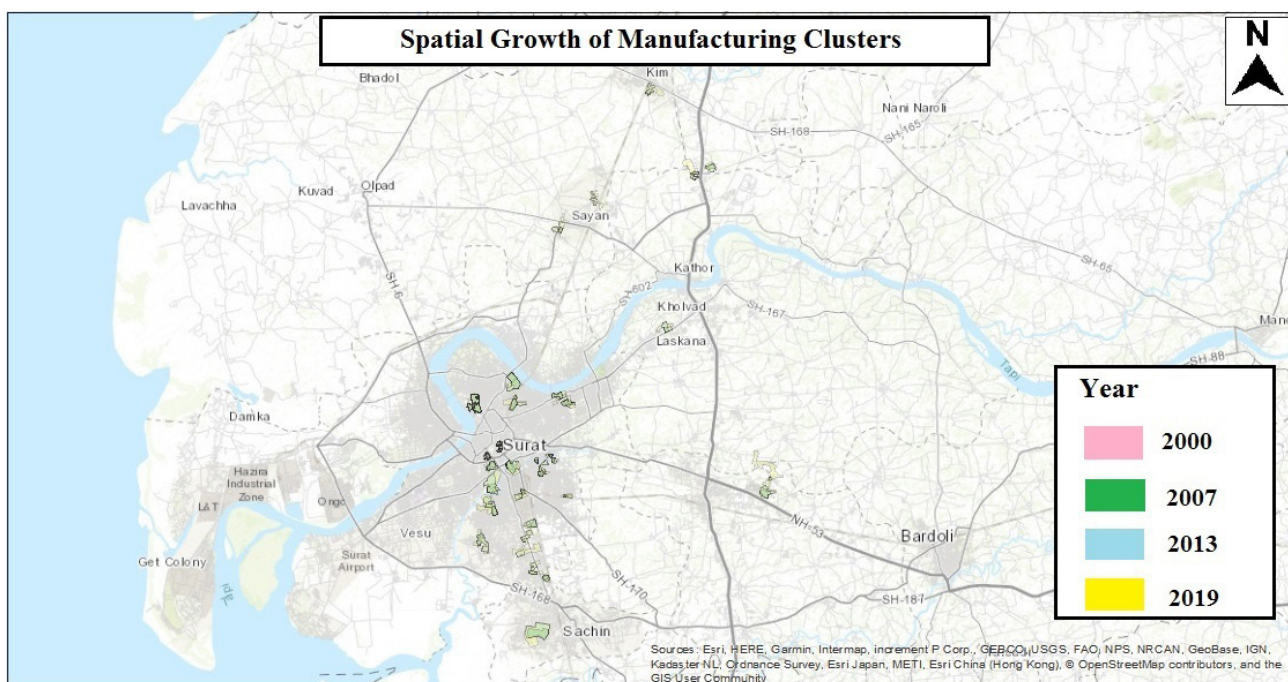 Spatial Growth of Manufacturing Clusters
N
Kim
Bhadol
Nani Naroli
SH-168
SH-165
Kuvad
Olpad
Lavachha
Sayan
SH-6
Kathor
SH-602
SH-65
Kholvad
SH-167
Laskana
Tapi
SH-88
Damka
Surat
Hazira
Industrial
Zone
L&T
Ongc
Vesu
NH-53
Bardoli
Get Colony
Surat
Airport
Tapi
SH-168
SH-170
SH-187
Sachin
Year
2000
2007
2013
2019
Sources: Esri, HERE, Garmin, Intermap, increment P Corp., GEBCO, USGS, FAO, NPS, NRCAN, GeoBase, IGN,
Kadaster NL, Ordnance Survey, Esri Japan, METI, Esri China (Hong Kong), © OpenStreetMap contributors, and the
GIS User Community